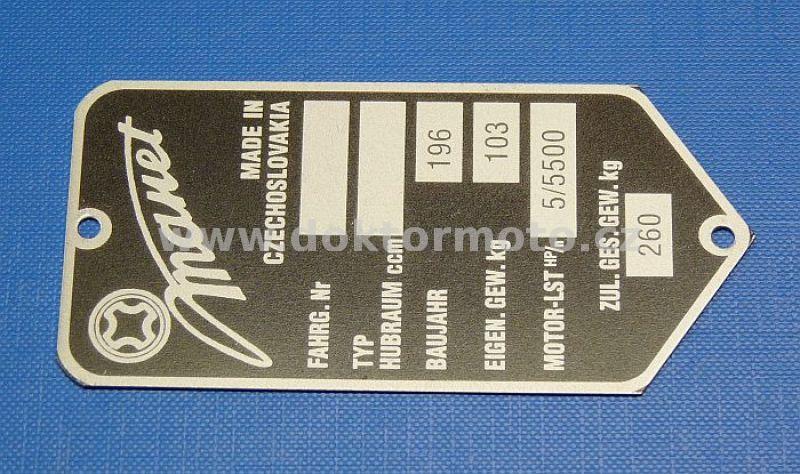 Manet
MADE IN
CZECHOSLOVAKIA
FAHRG. Nr
TYP
HUBRAUM ccm
BAUJAHR 196
EIGEN. GEW. kg 103
MOTOR-LST HP/n 5/5500
ZUL. GES. GEW. kg
260
www.doktormoto.cz